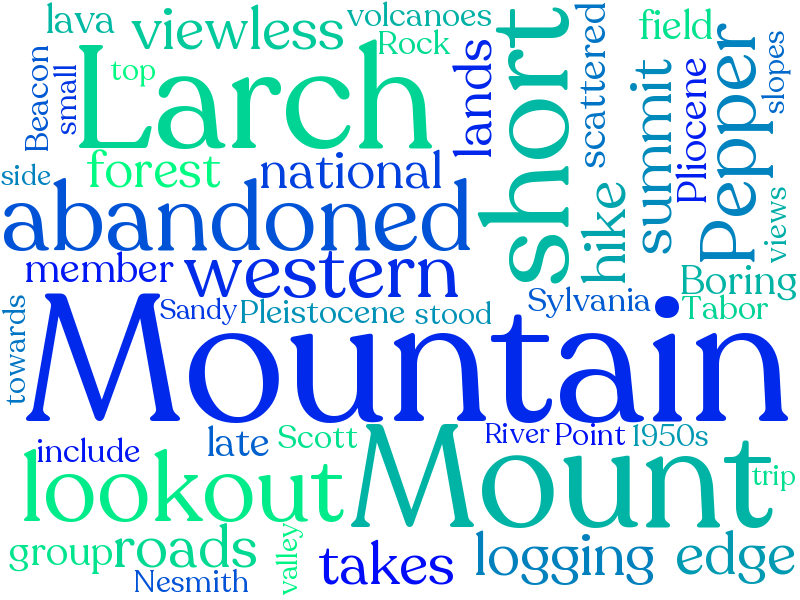 lava
viewless
volcanoes
Rock
Beacon
small
top
Larch
lands
short
scattered
field
summit
Pliocene
Pepper
slopes
side
forest
national
abandoned
hike
views
member
western
Boring
towards
Sandy
Pleistocene
stood
Sylvania
Tabor
Mountain
include
late
Scott
Mount
River
Point
1950s
lookout
trip
group
roads
valley
takes
logging
edge
Nesmith